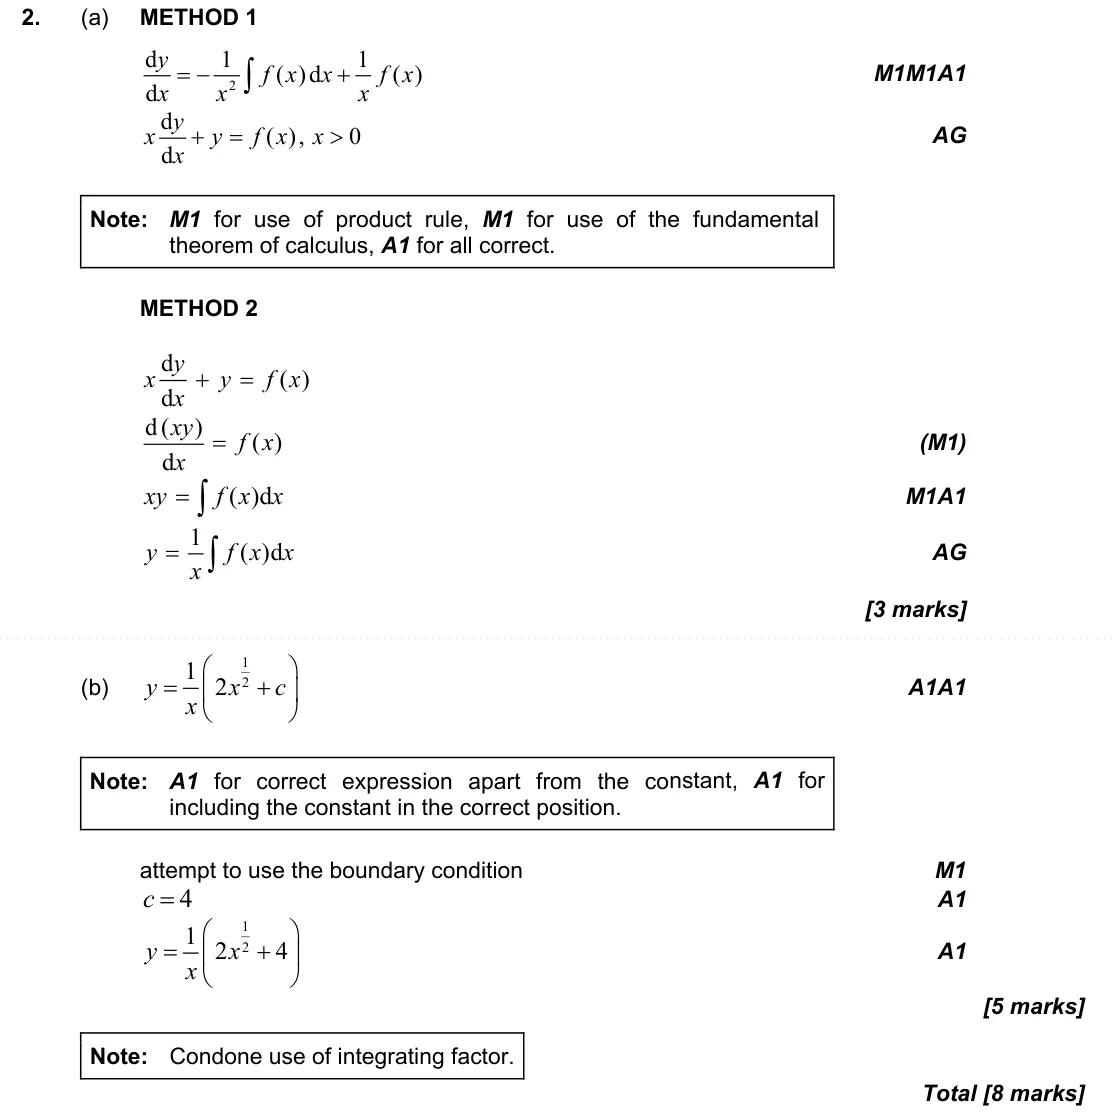 2. (a) METHOD 1
dy/dx = −1/x² ∫ f(x)dx + 1/x f(x) M1M1A1
x dy/dx + y = f(x), x > 0 AG
Note: M1 for use of product rule, M1 for use of the fundamental
theorem of calculus, A1 for all correct.
METHOD 2
x dy/dx + y = f(x)
d(xy)/dx = f(x) (M1)
xy = ∫ f(x)dx M1A1
y = 1/x ∫ f(x)dx AG
[3 marks]
(b) y = 1/x (2x^(1/2) + c) A1A1
Note: A1 for correct expression apart from the constant, A1 for
including the constant in the correct position.
attempt to use the boundary condition M1
c = 4 A1
y = 1/x (2x^(1/2) + 4) A1
[5 marks]
Note: Condone use of integrating factor.
Total [8 marks]